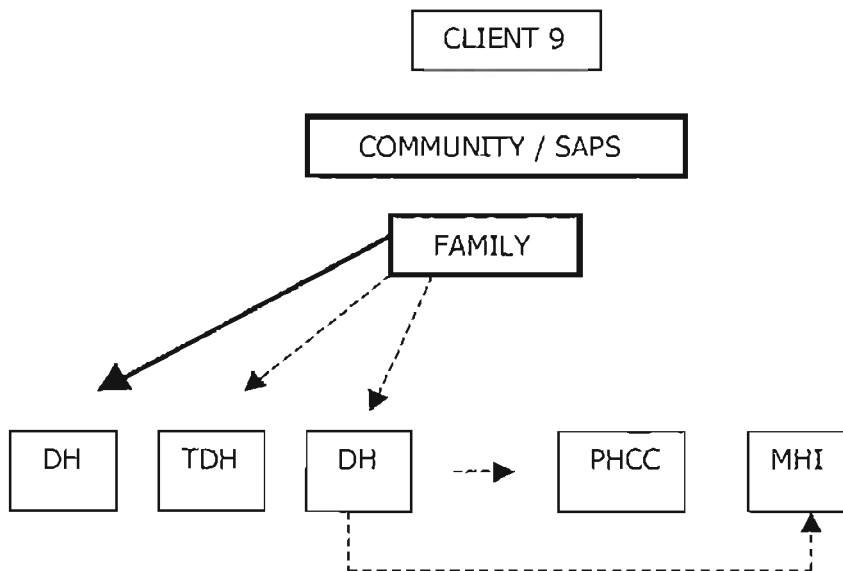 CLIENT 9
COMMUNITY / SAPS
FAMILY
DH
TDH
DH
PHCC
MHI